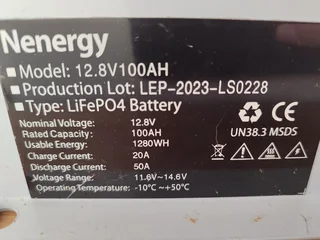 Nenergy
▪Model: 12.8V100AH
▪Production Lot: LEP-2023-LS0228
▪Type: LiFePO4 Battery
Nominal Voltage: 12.8V
Rated Capacity: 100AH
Usable Energy: 1280WH
Charge Current: 20A
Discharge Current: 50A
Voltage Range: 11.6V~14.6V
Operating Temperature: -10°C ~+50°C
CE
UN38.3 MSDS